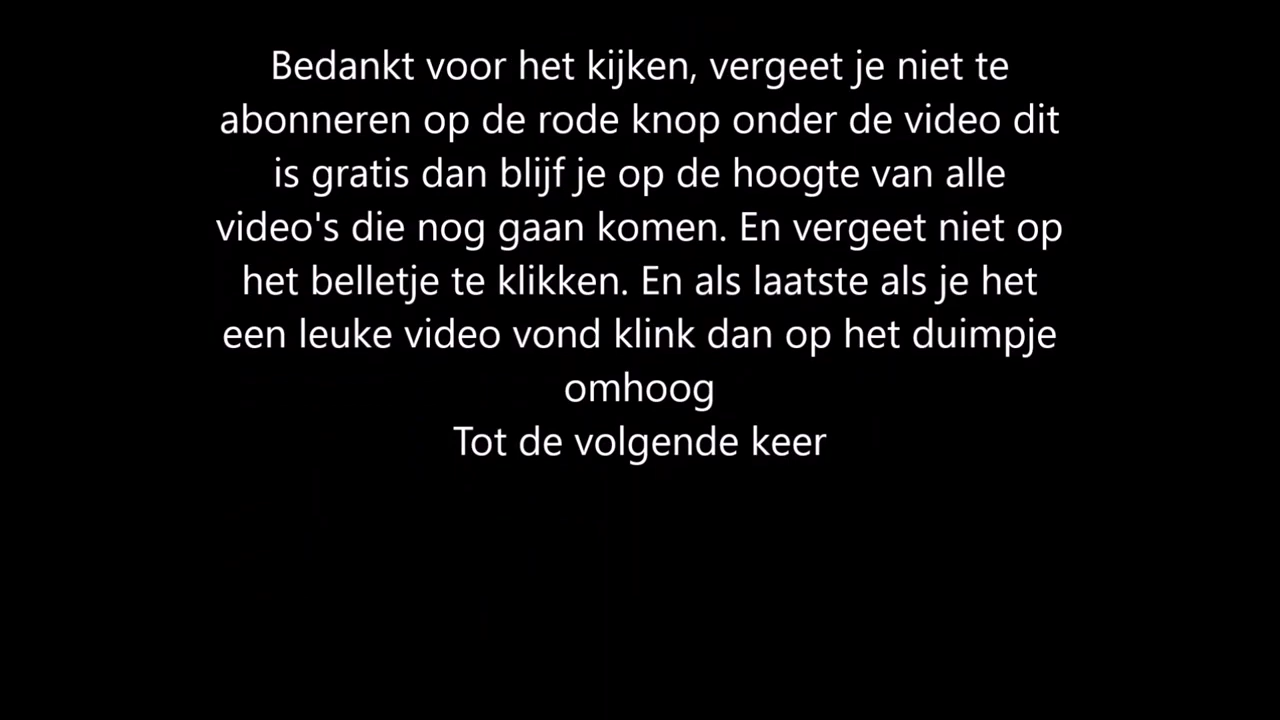 Bedankt voor het kijken, vergeet je niet te
abonneren op de rode knop onder de video dit
is gratis dan blijf je op de hoogte van alle
video's die nog gaan komen. En vergeet niet op
het belletje te klikken. En als laatste als je het
een leuke video vond klink dan op het duimpje
omhoog
Tot de volgende keer